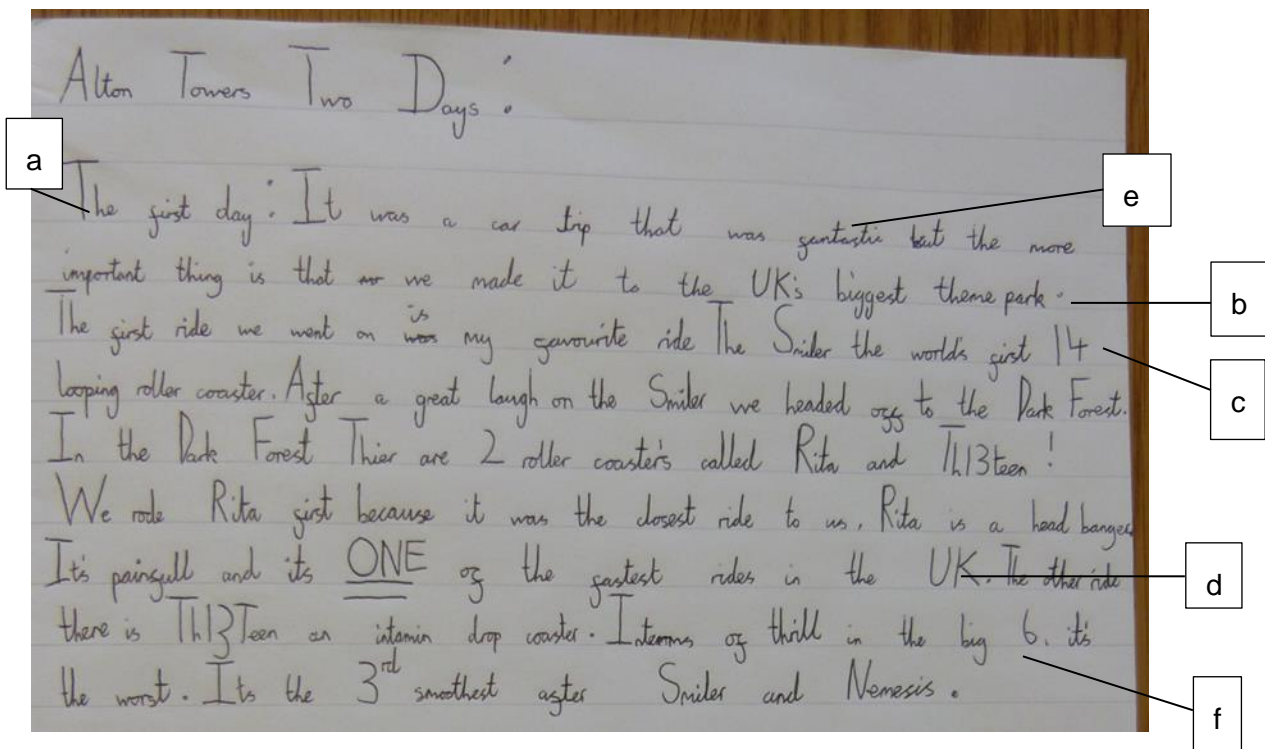 Alton Towers Two Days :
a
The first day : It was a car trip that was fantastic but the more
e
important thing is that we made it to the UK's biggest theme park.
b
is
The first ride we went on was my favourite ride The Smiler the world's first 14
c
looping roller coaster. After a great laugh on the Smiler we headed off to the Dark Forest.
In the Dark Forest Thier are 2 roller coaster's called Rita and Th13teen !
We rode Rita first because it was the closest ride to us. Rita is a head banger
It's painfull and its ONE of the fastest rides in the UK. The other ride
d
there is Th13Teen an intamin drop coaster. Interms of thrill in the big 6. it's
f
the worst. Its the 3rd smoothest after Smiler and Nemesis.